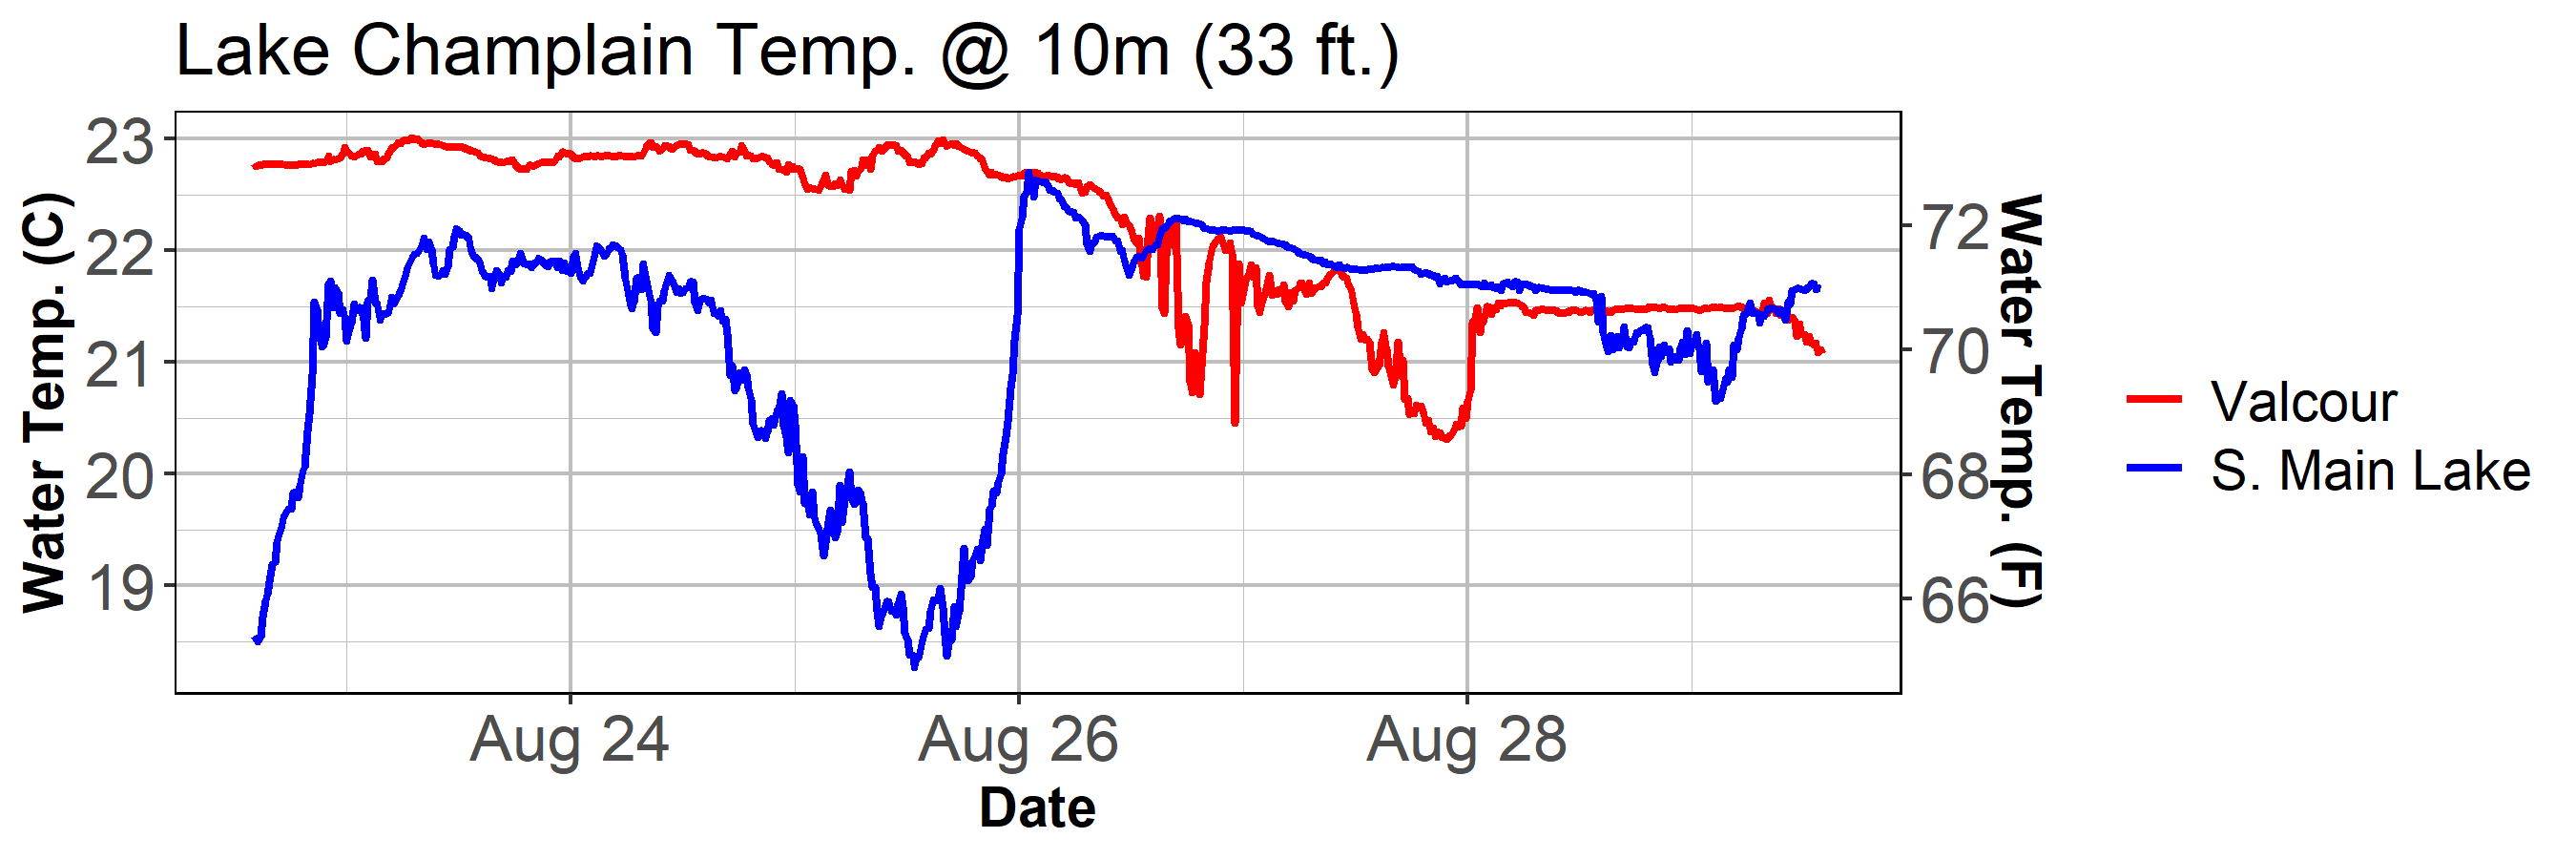 Lake Champlain Temp. @ 10m (33 ft.)
Water Temp. (C)
23
22
21
20
19
72
70
68
66
Water Temp. (F)
Aug 24
Aug 26
Aug 28
Date
Valcour
S. Main Lake